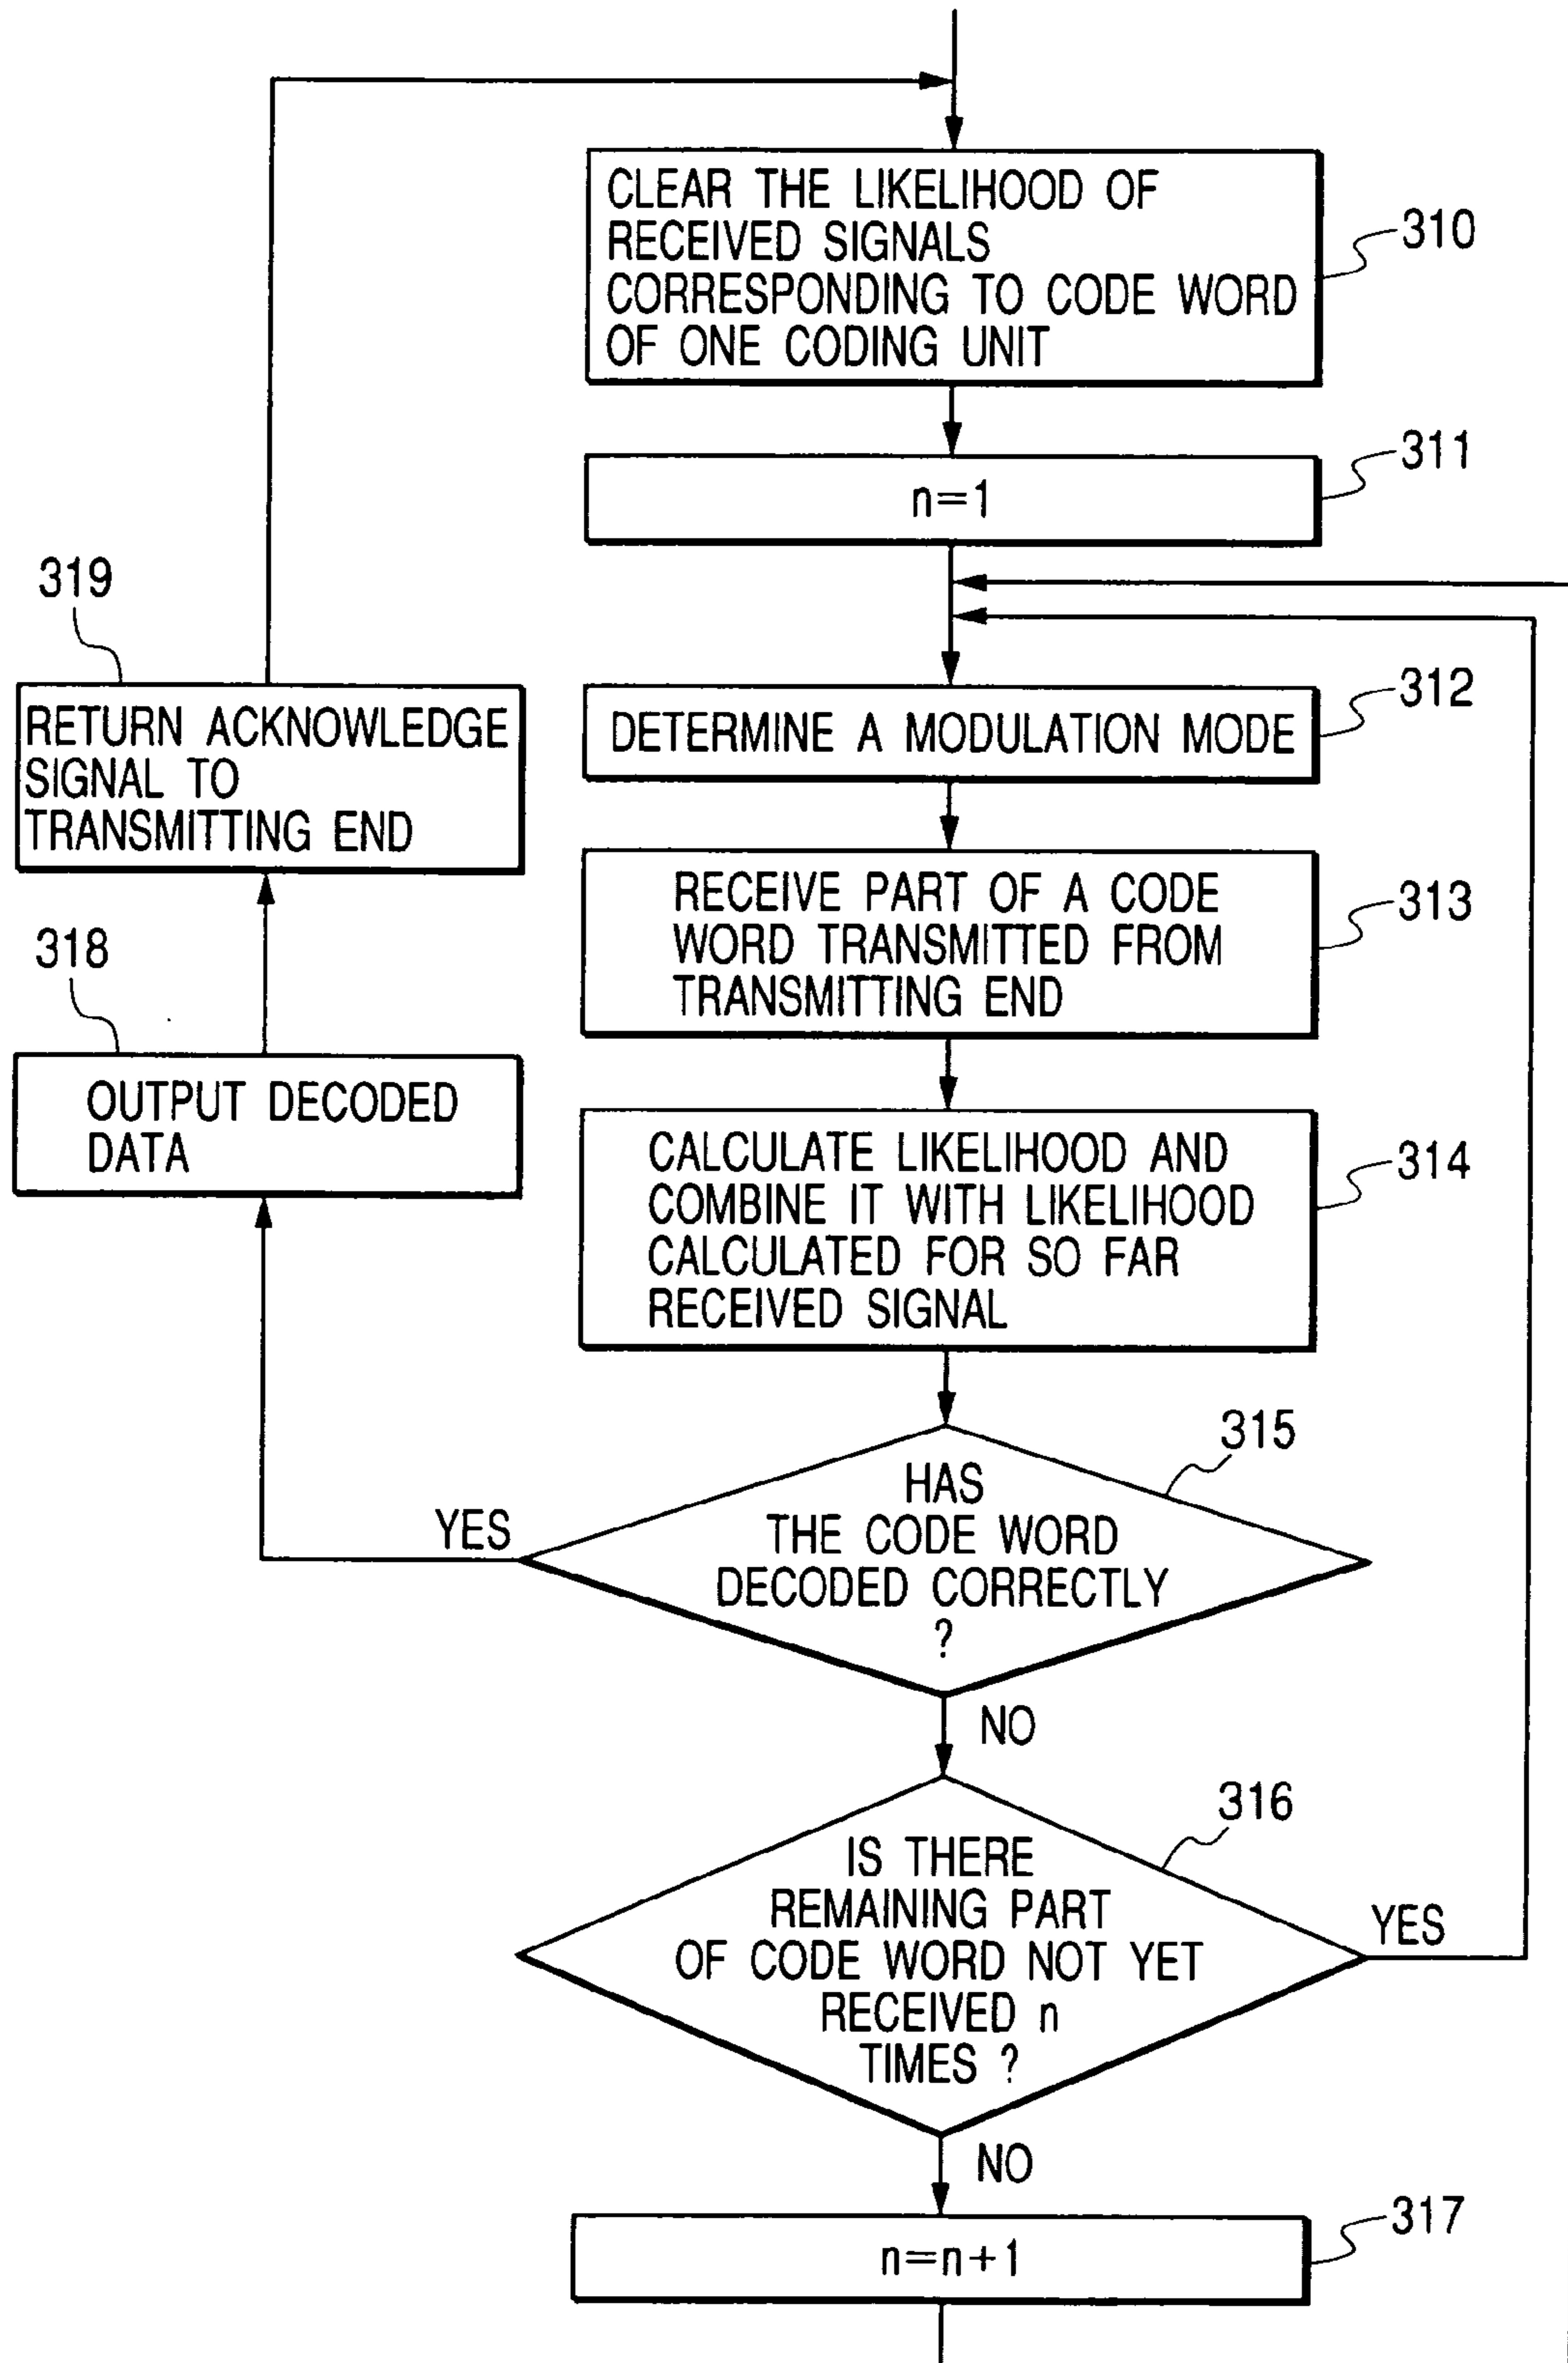 CLEAR THE LIKELIHOOD OF
RECEIVED SIGNALS
CORRESPONDING TO CODE WORD
OF ONE CODING UNIT
310
311
n=1
319
RETURN ACKNOWLEDGE
SIGNAL TO
TRANSMITTING END
312
DETERMINE A MODULATION MODE
RECEIVE PART OF A CODE
WORD TRANSMITTED FROM
TRANSMITTING END
313
318
OUTPUT DECODED
DATA
CALCULATE LIKELIHOOD AND
COMBINE IT WITH LIKELIHOOD
CALCULATED FOR SO FAR
RECEIVED SIGNAL
314
315
HAS
THE CODE WORD
DECODED CORRECTLY
?
YES
NO
316
IS THERE
REMAINING PART
OF CODE WORD NOT YET
RECEIVED n
TIMES ?
YES
NO
317
n=n+1